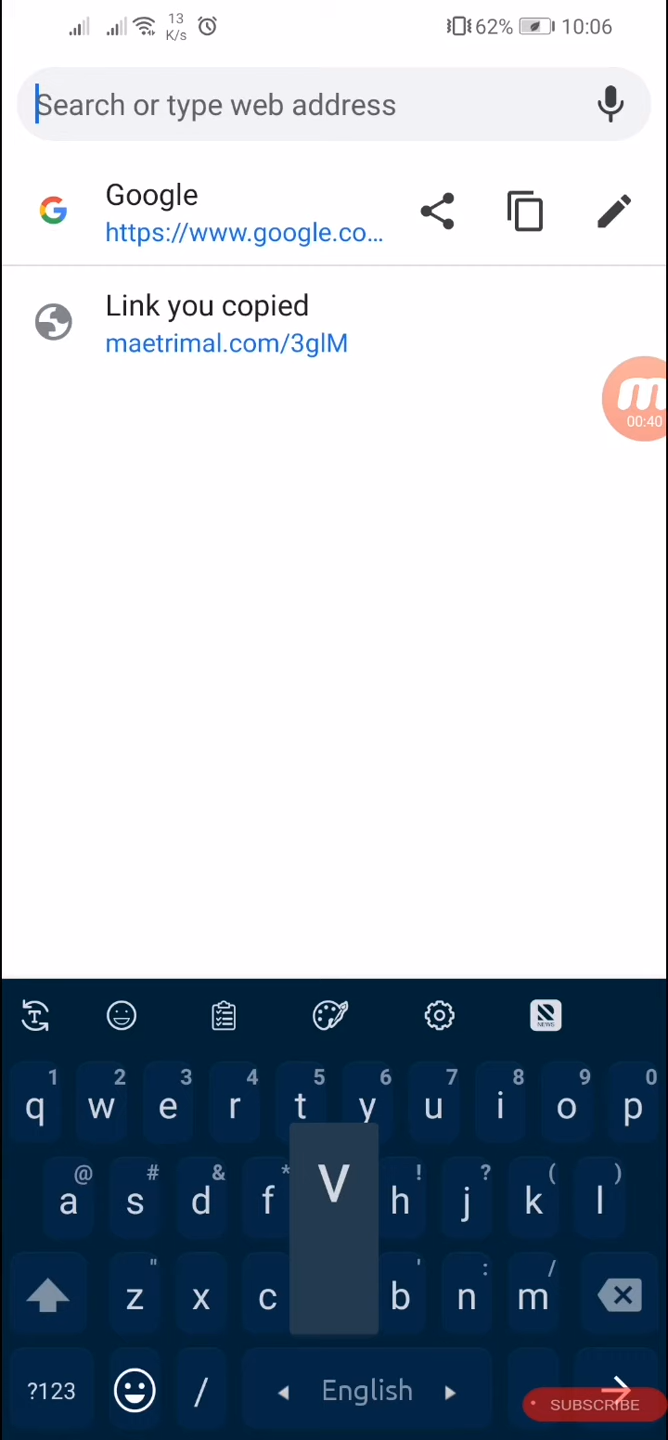 13
K/s
62%
10:06
Search or type web address
Google
https://www.google.co...
Link you copied
maetrimal.com/3glM
m
00:40
NEWS
1 2 3 4 5 6 7 8 9 0
q w e r t y u i o p
@ # & * ! ? ( )
a s d f V h j k l
" ' : /
z x c b n m
?123 / English
SUBSCRIBE